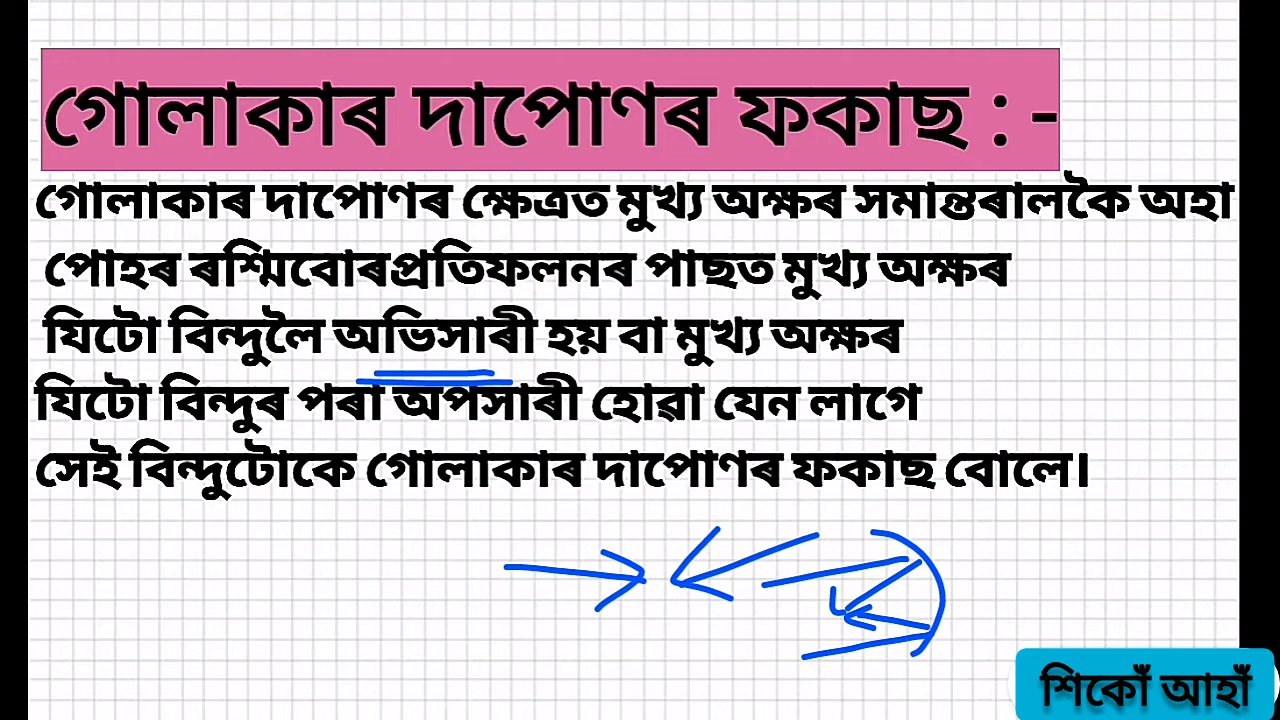 গোলাকাৰ দাপোণৰ ফকাছ : -
গোলাকাৰ দাপোণৰ ক্ষেত্ৰত মুখ্য অক্ষৰ সমান্তৰালকৈ অহা
পোহৰ ৰশ্মিবোৰপ্ৰতিফলনৰ পাছত মুখ্য অক্ষৰ
যিটো বিন্দুলৈ অভিসাৰী হয় বা মুখ্য অক্ষৰ
যিটো বিন্দুৰ পৰা অপসাৰী হোৱা যেন লাগে
সেই বিন্দুটোকে গোলাকাৰ দাপোণৰ ফকাছ বোলে।
শিকোঁ আহাঁ